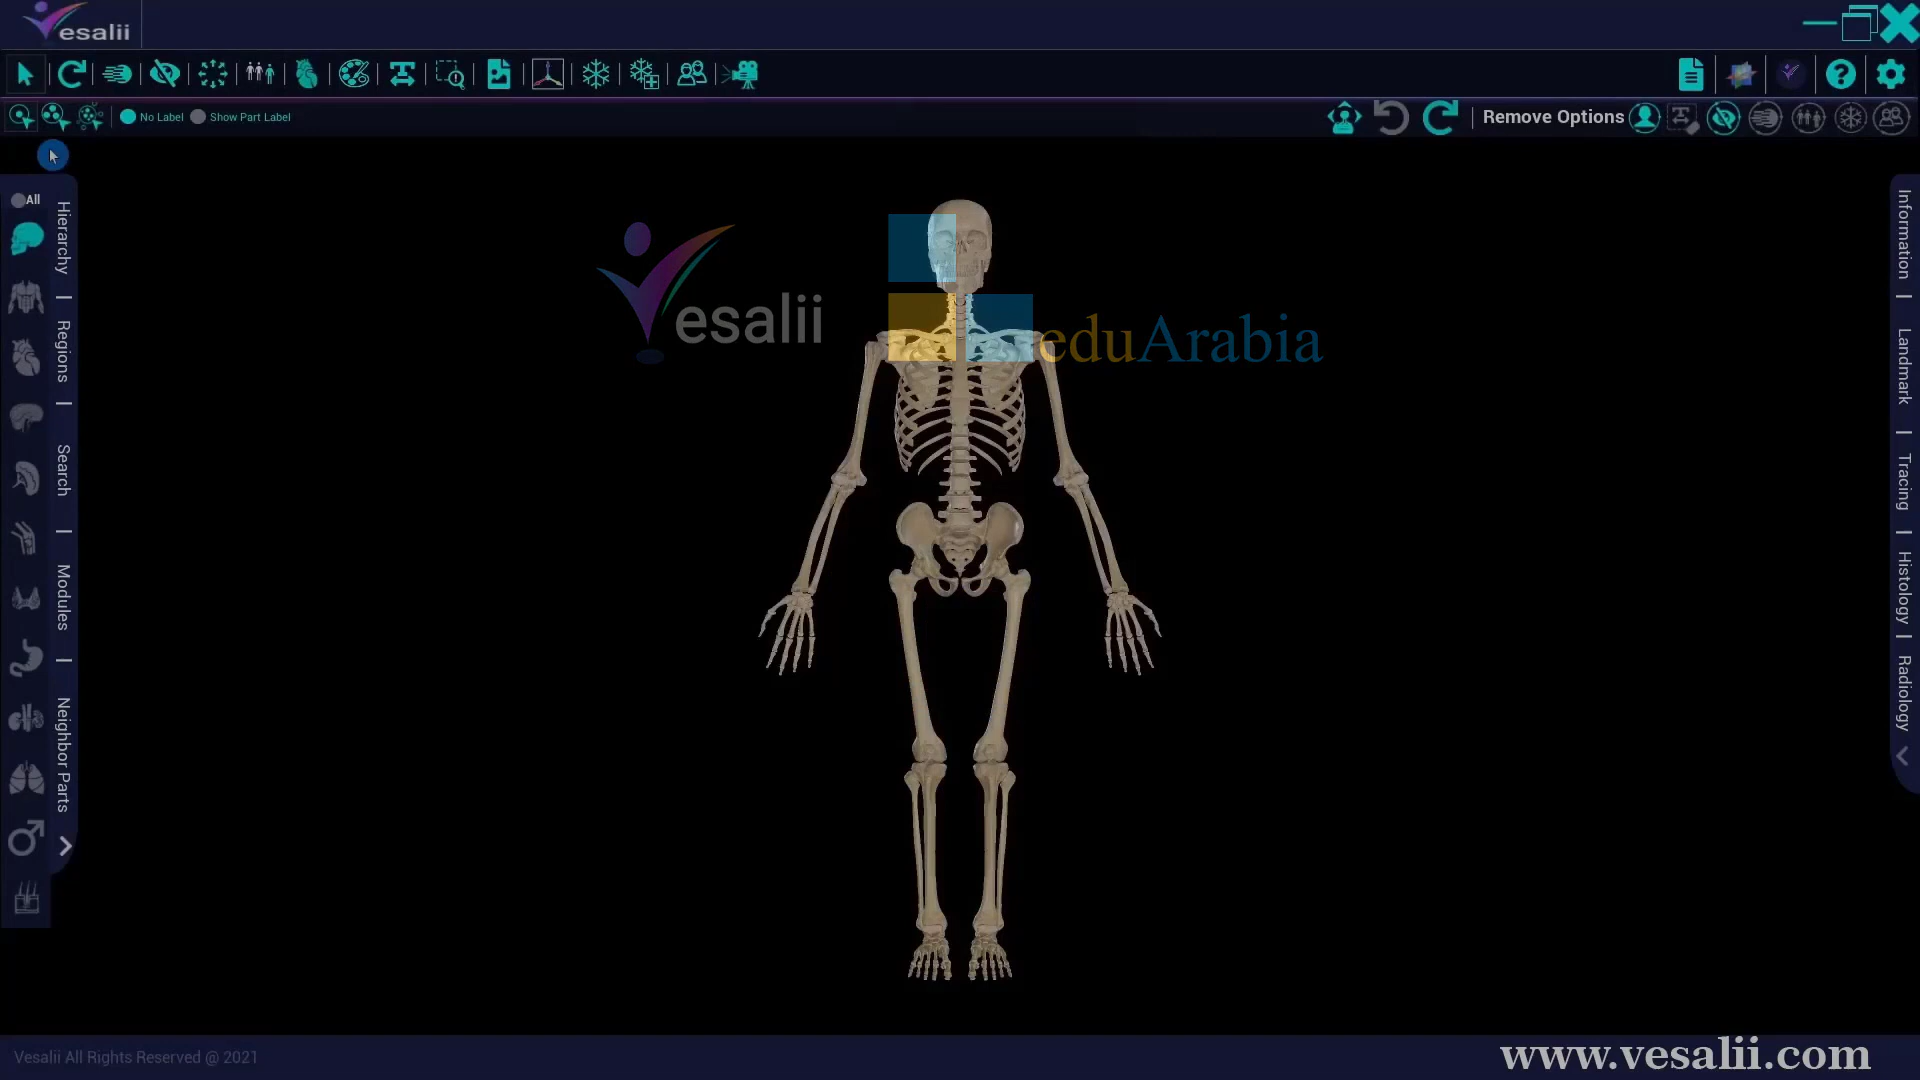 esalii
No Label
Show Part Label
Remove Options
All
Hierarchy
Regions
Search
Modules
Neighbor Parts
esalii
eduArabia
Information
Landmark
Tracing
Histology
Radiology
Vesalii All Rights Reserved @ 2021
www.vesalii.com